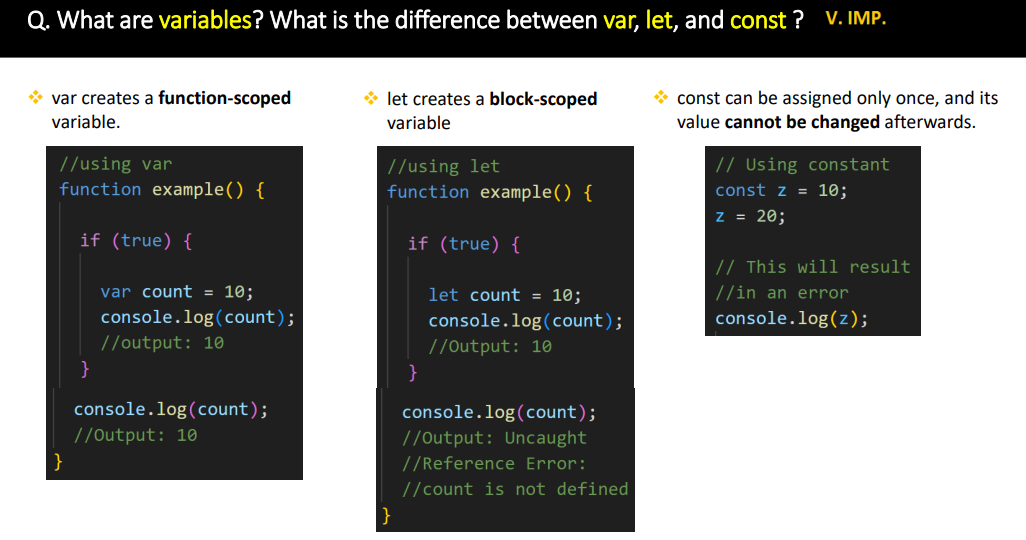 Q. What are variables? What is the difference between var, let, and const ? V. IMP.
var creates a function-scoped
variable.
//using var
function example() {
if (true) {
var count = 10;
console.log(count);
//output: 10
}
console.log(count);
//Output: 10
}
let creates a block-scoped
variable
//using let
function example() {
if (true) {
let count = 10;
console.log(count);
//Output: 10
}
console.log(count);
//Output: Uncaught
//Reference Error:
//count is not defined
}
const can be assigned only once, and its
value cannot be changed afterwards.
// Using constant
const z = 10;
z = 20;
// This will result
//in an error
console.log(z);